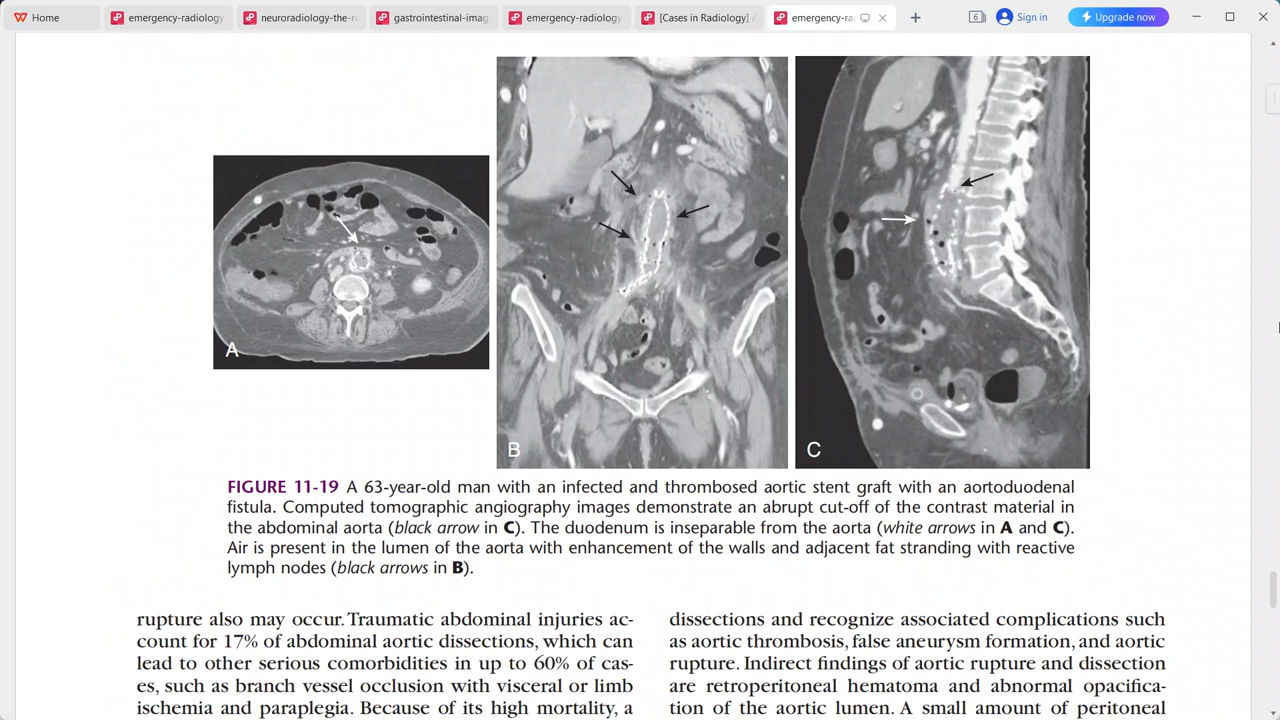 Home
emergency-radiology
neuroradiology-the-r
gastrointestinal-imag
emergency-radiology
[Cases in Radiology]
emergency-ra
6
Sign in
Upgrade now
A
B
C
FIGURE 11-19 A 63-year-old man with an infected and thrombosed aortic stent graft with an aortoduodenal
fistula. Computed tomographic angiography images demonstrate an abrupt cut-off of the contrast material in
the abdominal aorta (black arrow in C). The duodenum is inseparable from the aorta (white arrows in A and C).
Air is present in the lumen of the aorta with enhancement of the walls and adjacent fat stranding with reactive
lymph nodes (black arrows in B).
rupture also may occur. Traumatic abdominal injuries ac-
count for 17% of abdominal aortic dissections, which can
lead to other serious comorbidities in up to 60% of cas-
es, such as branch vessel occlusion with visceral or limb
ischemia and paraplegia. Because of its high mortality, a
dissections and recognize associated complications such
as aortic thrombosis, false aneurysm formation, and aortic
rupture. Indirect findings of aortic rupture and dissection
are retroperitoneal hematoma and abnormal opacifica-
tion of the aortic lumen. A small amount of peritoneal